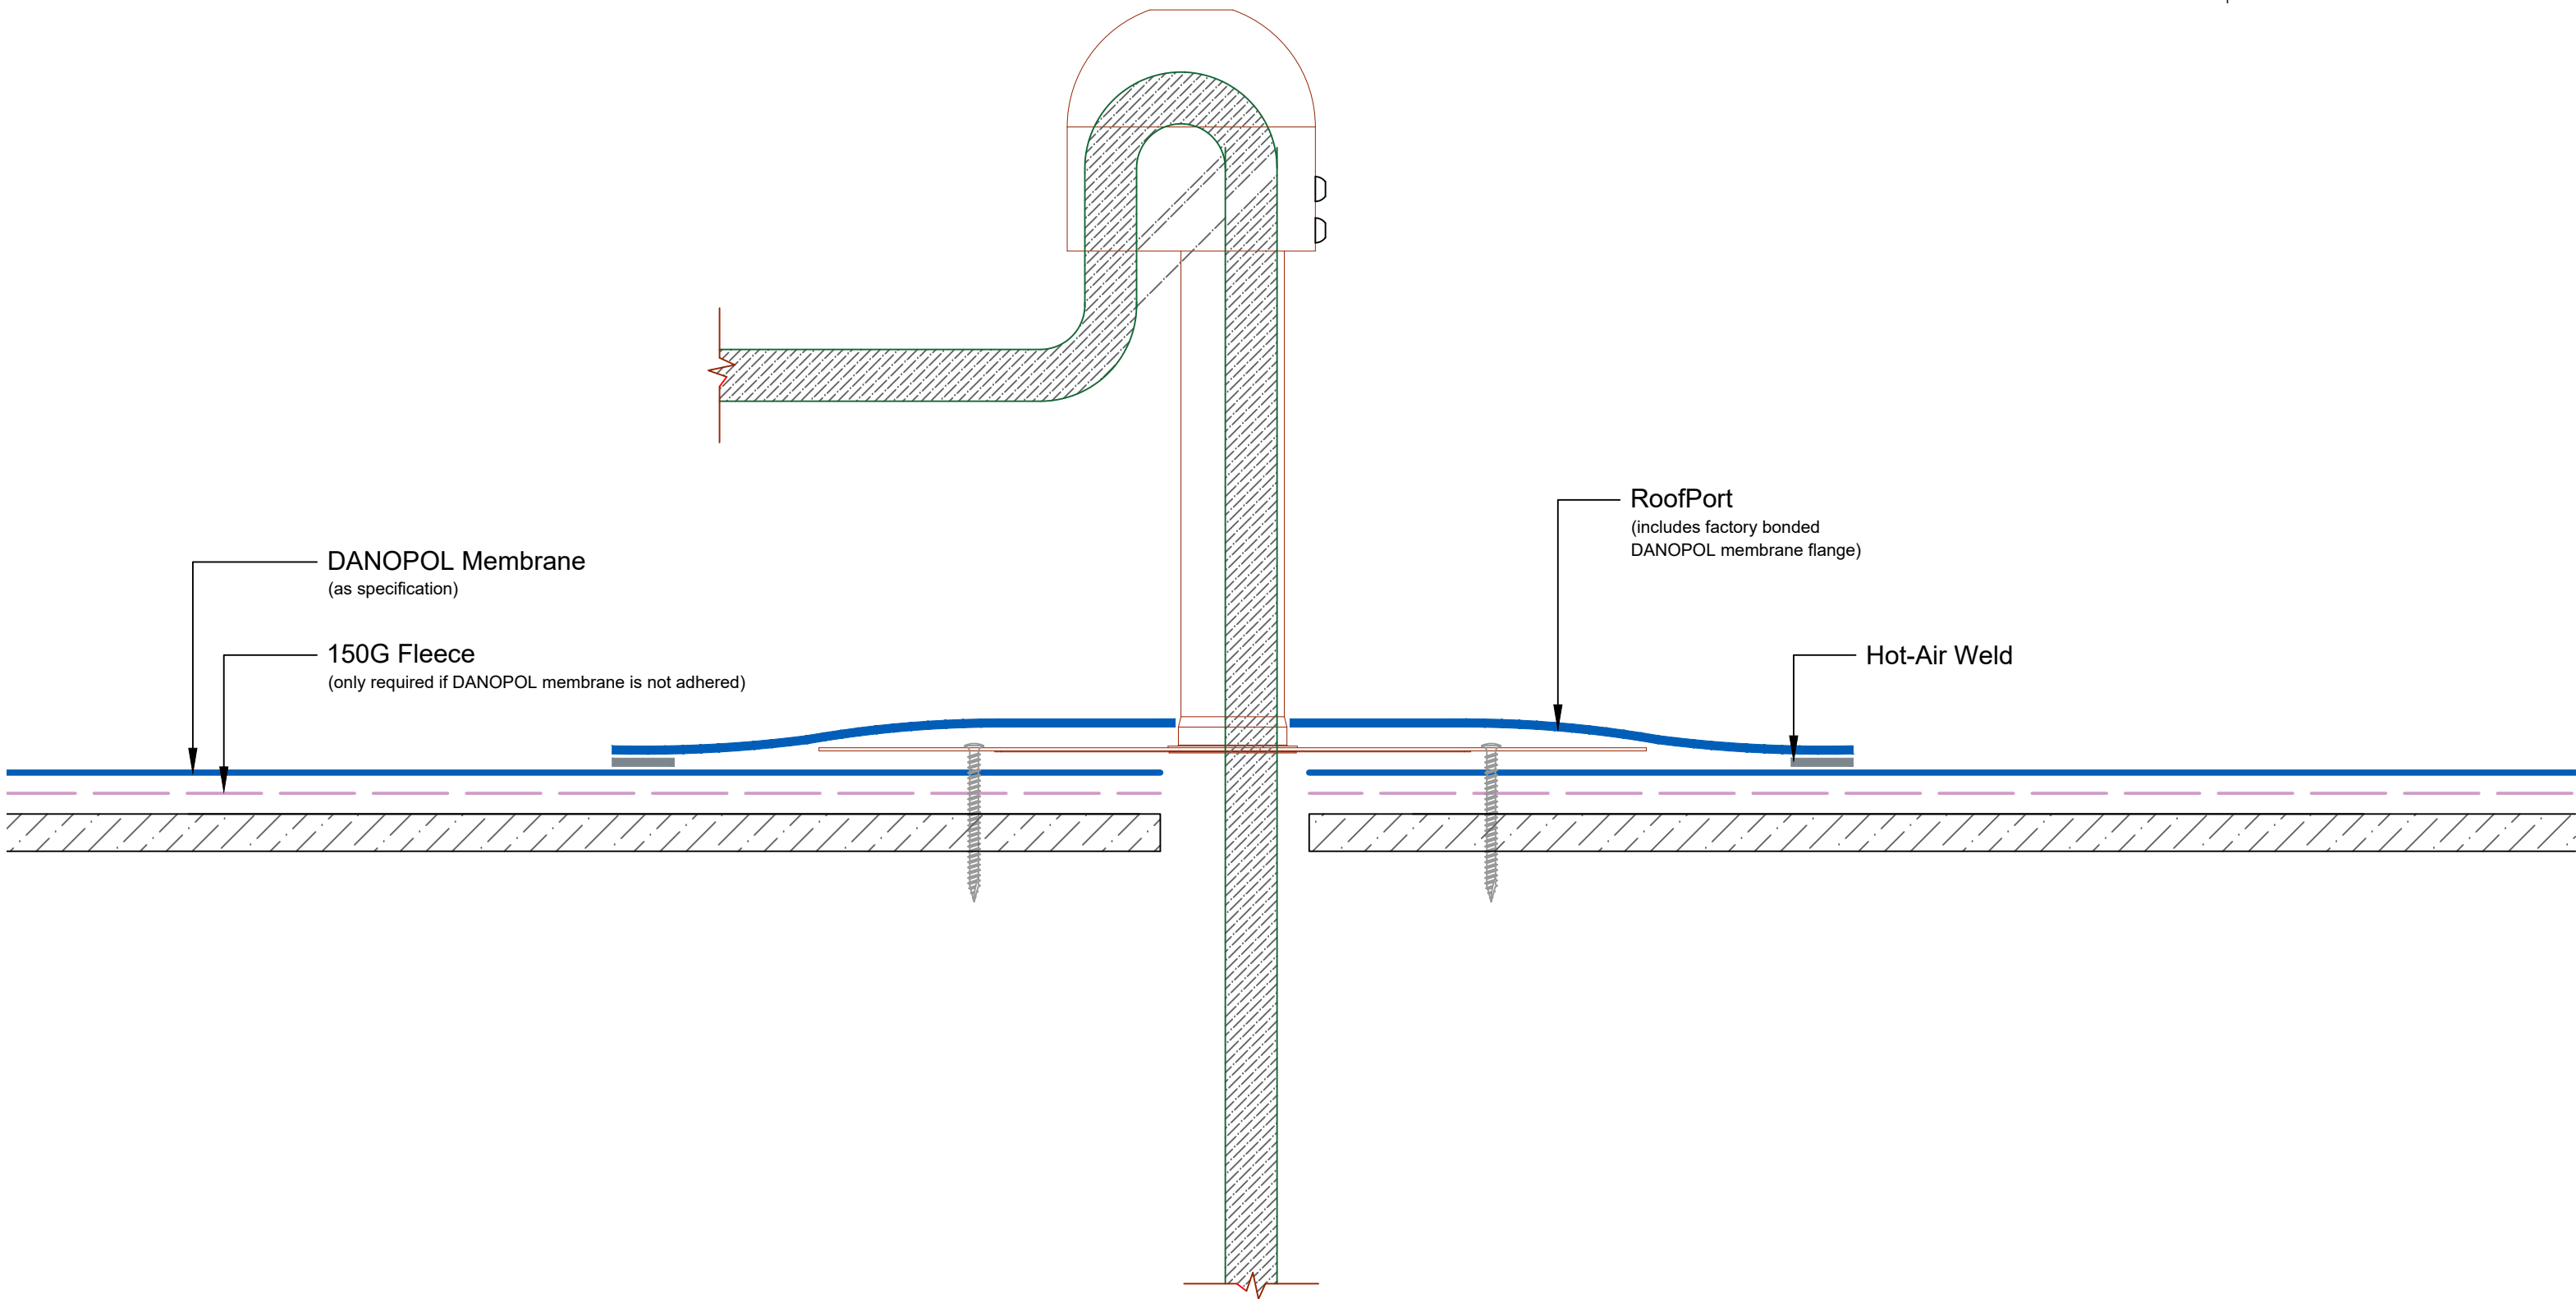 DANOPOL Membrane
(as specification)
150G Fleece
(only required if DANOPOL membrane is not adhered)
RoofPort
(includes factory bonded
DANOPOL membrane flange)
Hot-Air Weld